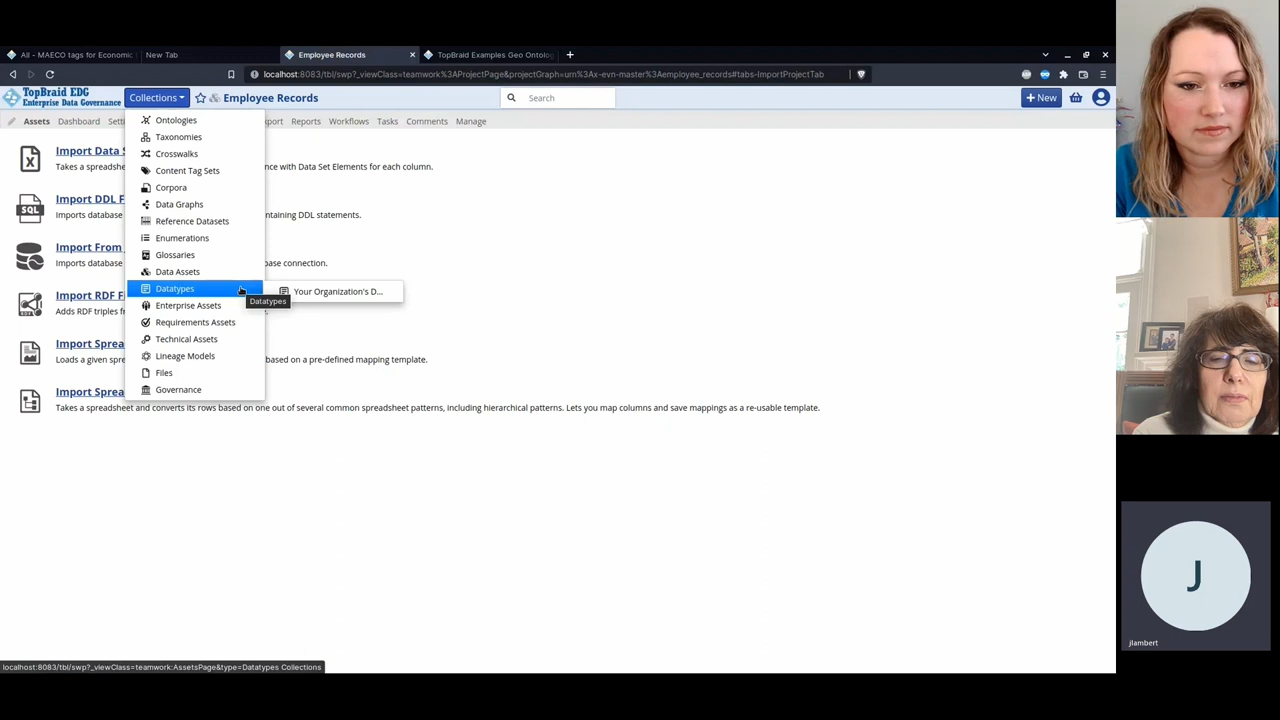 All - MAECO tags for Economic
New Tab
Employee Records
TopBraid Examples Geo Ontolo
localhost:8083/tbl/swp?_viewClass=teamwork%3AProjectPage&projectGraph=urn%3Ax-evn-master%3Aemployee_records#tabs-ImportProjectTab
TopBraid EDG
Enterprise Data Governance
Collections
Employee Records
Search
+ New
Assets
Dashboard
Setti
port
Reports
Workflows
Tasks
Comments
Manage
Ontologies
Taxonomies
Crosswalks
Content Tag Sets
Corpora
Data Graphs
Reference Datasets
Enumerations
Glossaries
Data Assets
Datatypes
Enterprise Assets
Requirements Assets
Technical Assets
Lineage Models
Files
Governance
Your Organization's D...
Datatypes
Import Data S
Takes a spreadshe
ence with Data Set Elements for each column.
SQL
Import DDL F
Imports database
ntaining DDL statements.
Import From
Imports database
base connection.
RDF
Import RDF F
Adds RDF triples fr
Import Sprea
Loads a given spre
based on a pre-defined mapping template.
Import Sprea
Takes a spreadsheet and converts its rows based on one out of several common spreadsheet patterns, including hierarchical patterns. Lets you map columns and save mappings as a re-usable template.
localhost:8083/tbl/swp?_viewClass=teamwork:AssetsPage&type=Datatypes Collections
J
jlambert